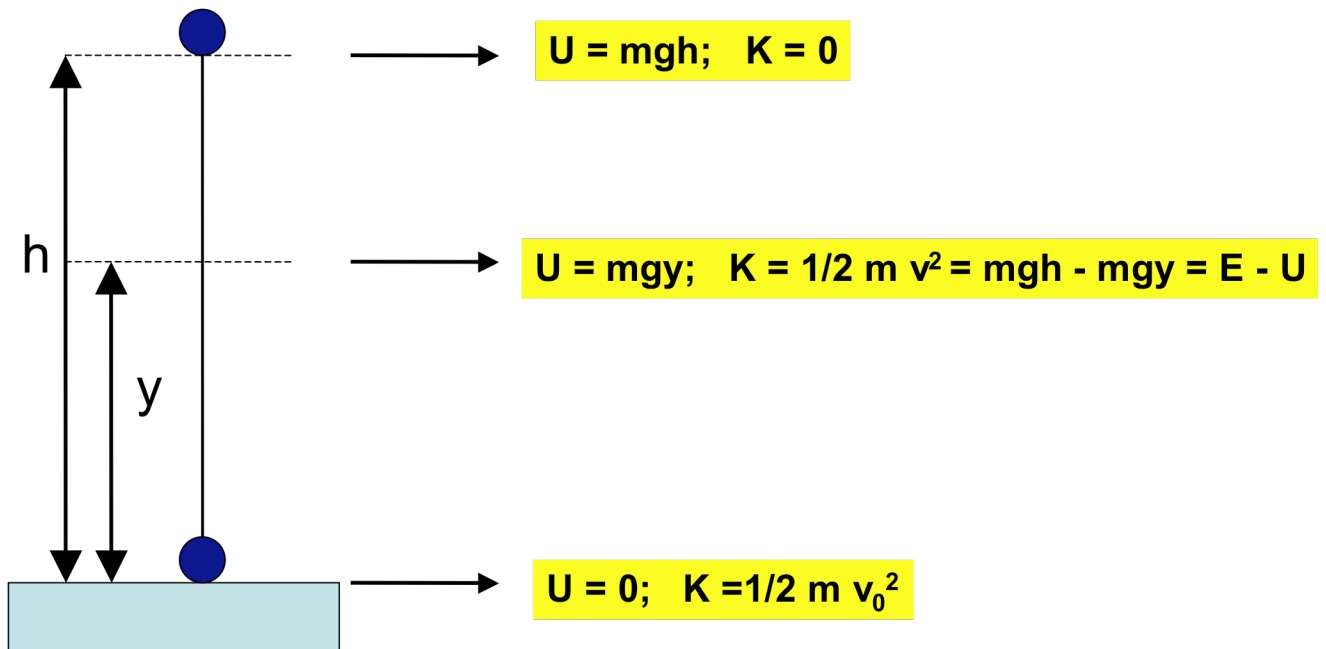 U = mgh; K = 0
h
U = mgy; K = 1/2 m v² = mgh - mgy = E - U
y
U = 0; K =1/2 m v₀²